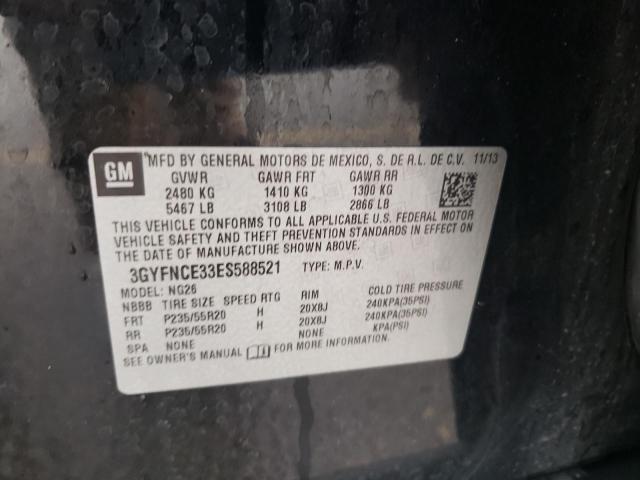 GM
MFD BY GENERAL MOTORS DE MEXICO, S. DE R.L. DE C.V. 11/13
GVWR GAWR FRT GAWR RR
2480 KG 1410 KG 1300 KG
5467 LB 3108 LB 2866 LB
THIS VEHICLE CONFORMS TO ALL APPLICABLE U.S. FEDERAL MOTOR
VEHICLE SAFETY AND THEFT PREVENTION STANDARDS IN EFFECT ON
THE DATE OF MANUFACTURE SHOWN ABOVE.
3GYFNCE33ES588521 TYPE: M.P.V.
MODEL: NG26
NBBB TIRE SIZE SPEED RTG RIM COLD TIRE PRESSURE
FRT P235/55R20 H 20X8J 240KPA(35PSI)
RR P235/55R20 H 20X8J 240KPA(35PSI)
SPA NONE NONE KPA(PSI)
SEE OWNER'S MANUAL FOR MORE INFORMATION.